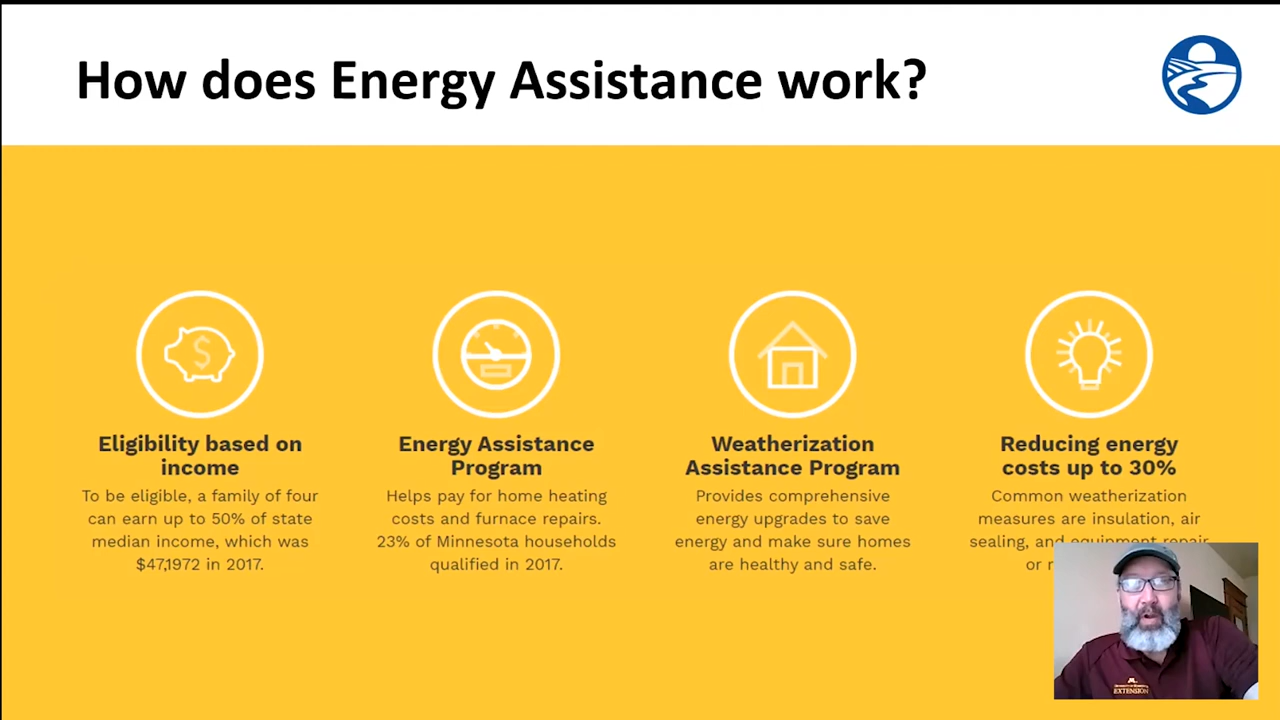 How does Energy Assistance work?
Eligibility based on
income
To be eligible, a family of four
can earn up to 50% of state
median income, which was
$47,1972 in 2017.
Energy Assistance
Program
Helps pay for home heating
costs and furnace repairs.
23% of Minnesota households
qualified in 2017.
Weatherization
Assistance Program
Provides comprehensive
energy upgrades to save
energy and make sure homes
are healthy and safe.
Reducing energy
costs up to 30%
Common weatherization
measures are insulation, air
sealing, and equipment repair
or
EXTENSION